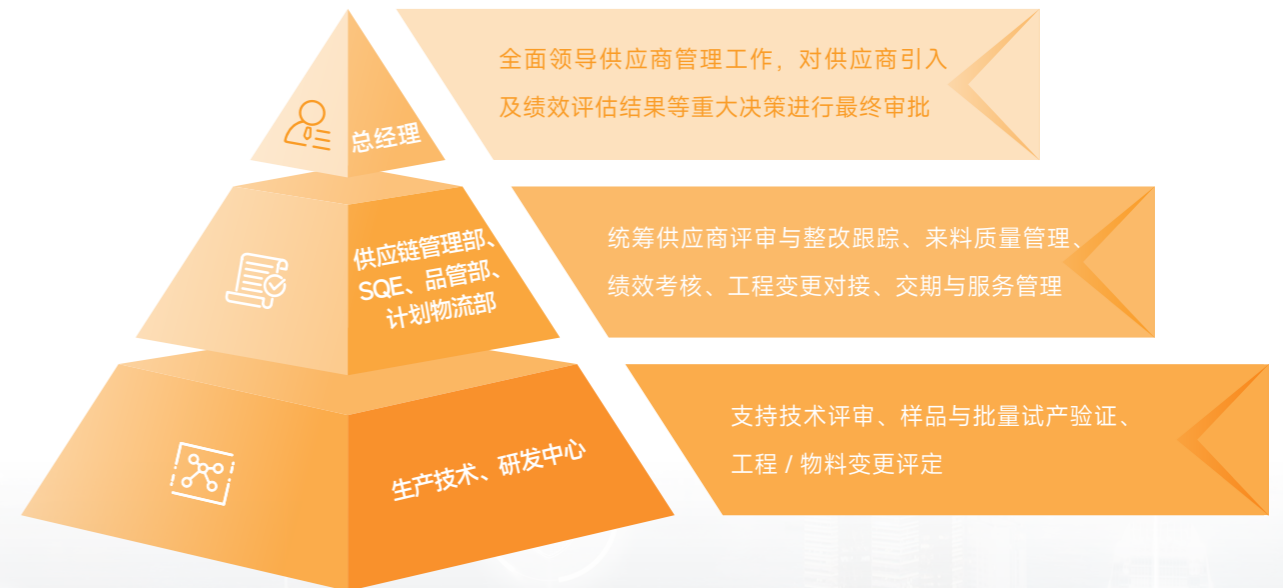 总经理
全面领导供应商管理工作，对供应商引入
及绩效评估结果等重大决策进行最终审批
供应链管理部、
SQE、品管部、
计划物流部
统筹供应商评审与整改跟踪、来料质量管理、
绩效考核、工程变更对接、交期与服务管理
生产技术、研发中心
支持技术评审、样品与批量试产验证、
工程 / 物料变更评定